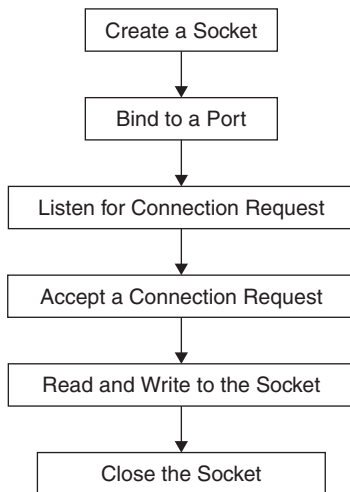 Create a Socket
Bind to a Port
Listen for Connection Request
Accept a Connection Request
Read and Write to the Socket
Close the Socket